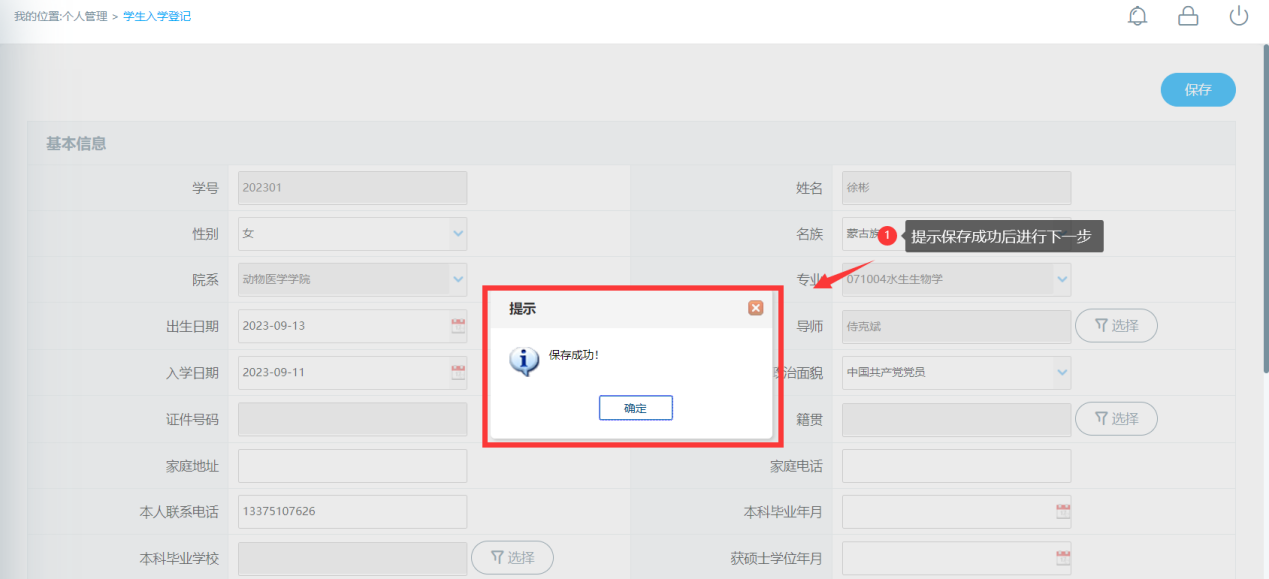 我的位置:个人管理 > 学生入学登记
保存
基本信息
学号 202301 姓名 徐彬
性别 女 名族 蒙古族
1 提示保存成功后进行下一步
院系 动物医学学院 专业 071004水生生物学
提示
出生日期 2023-09-13 导师 侍克斌 选择
保存成功!
入学日期 2023-09-11 政治面貌 中国共产党党员
确定
证件号码 籍贯 选择
家庭地址 家庭电话
本人联系电话 13375107626 本科毕业年月
本科毕业学校 选择 获硕士学位年月